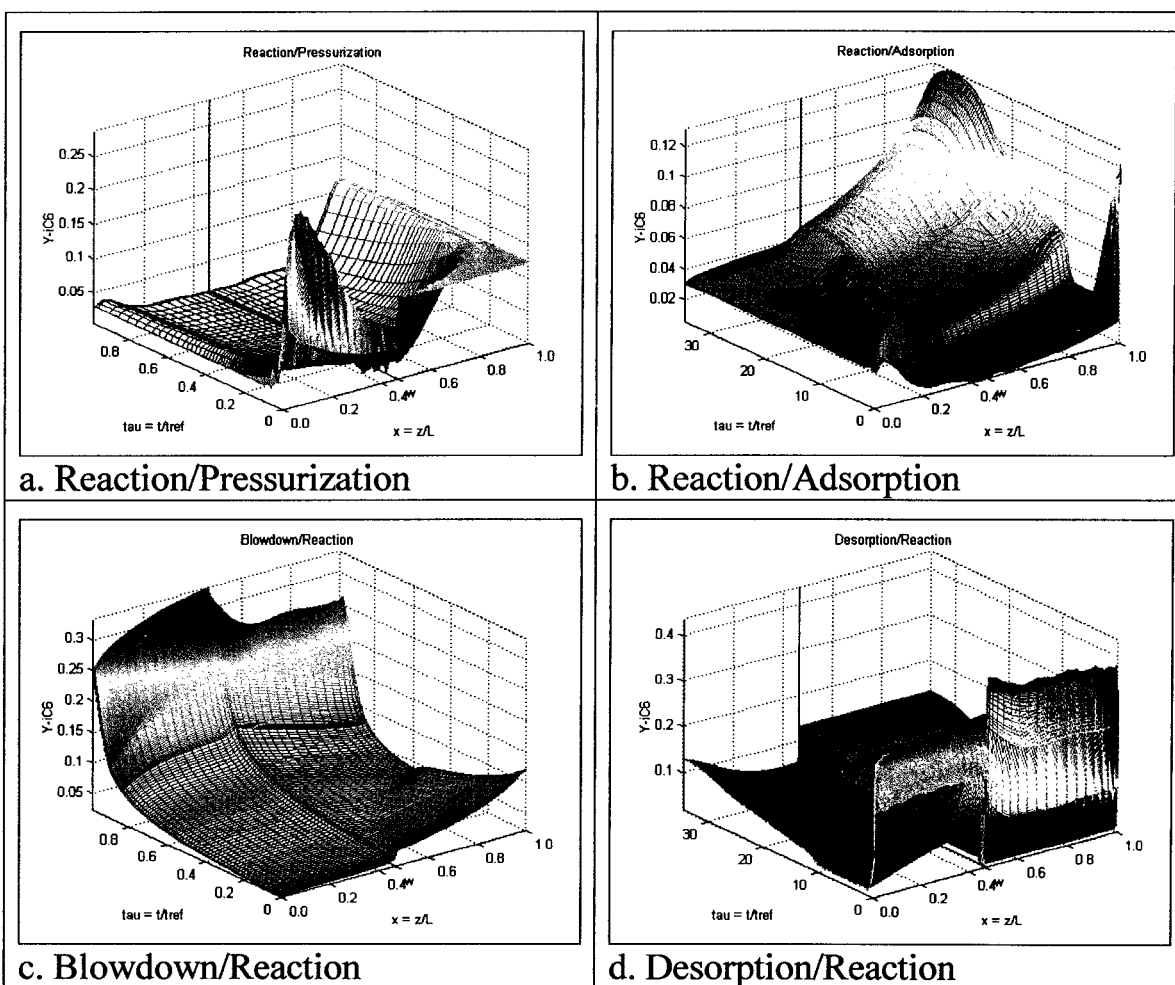 Reaction/Pressurization
0.25
0.2
0.15
0.1
0.05
Y-iC6
0.8
0.6
0.4
0.2
0
tau = t/tref
0.0
0.2
0.4w
0.6
0.8
1.0
x = z/L
a. Reaction/Pressurization
Reaction/Adsorption
0.12
0.1
0.08
0.06
0.04
0.02
Y-iC6
30
20
10
0
tau = t/tref
0.0
0.2
0.4w
0.6
0.8
1.0
x = z/L
b. Reaction/Adsorption
Blowdown/Reaction
0.3
0.25
0.2
0.15
0.1
0.05
Y-iC6
0.8
0.6
0.4
0.2
0
tau = t/tref
0.0
0.2
0.4w
0.6
0.8
1.0
x = z/L
c. Blowdown/Reaction
Desorption/Reaction
0.4
0.3
0.2
0.1
Y-iC6
30
20
10
0
tau = t/tref
0.0
0.2
0.4w
0.6
0.8
1.0
x = z/L
d. Desorption/Reaction